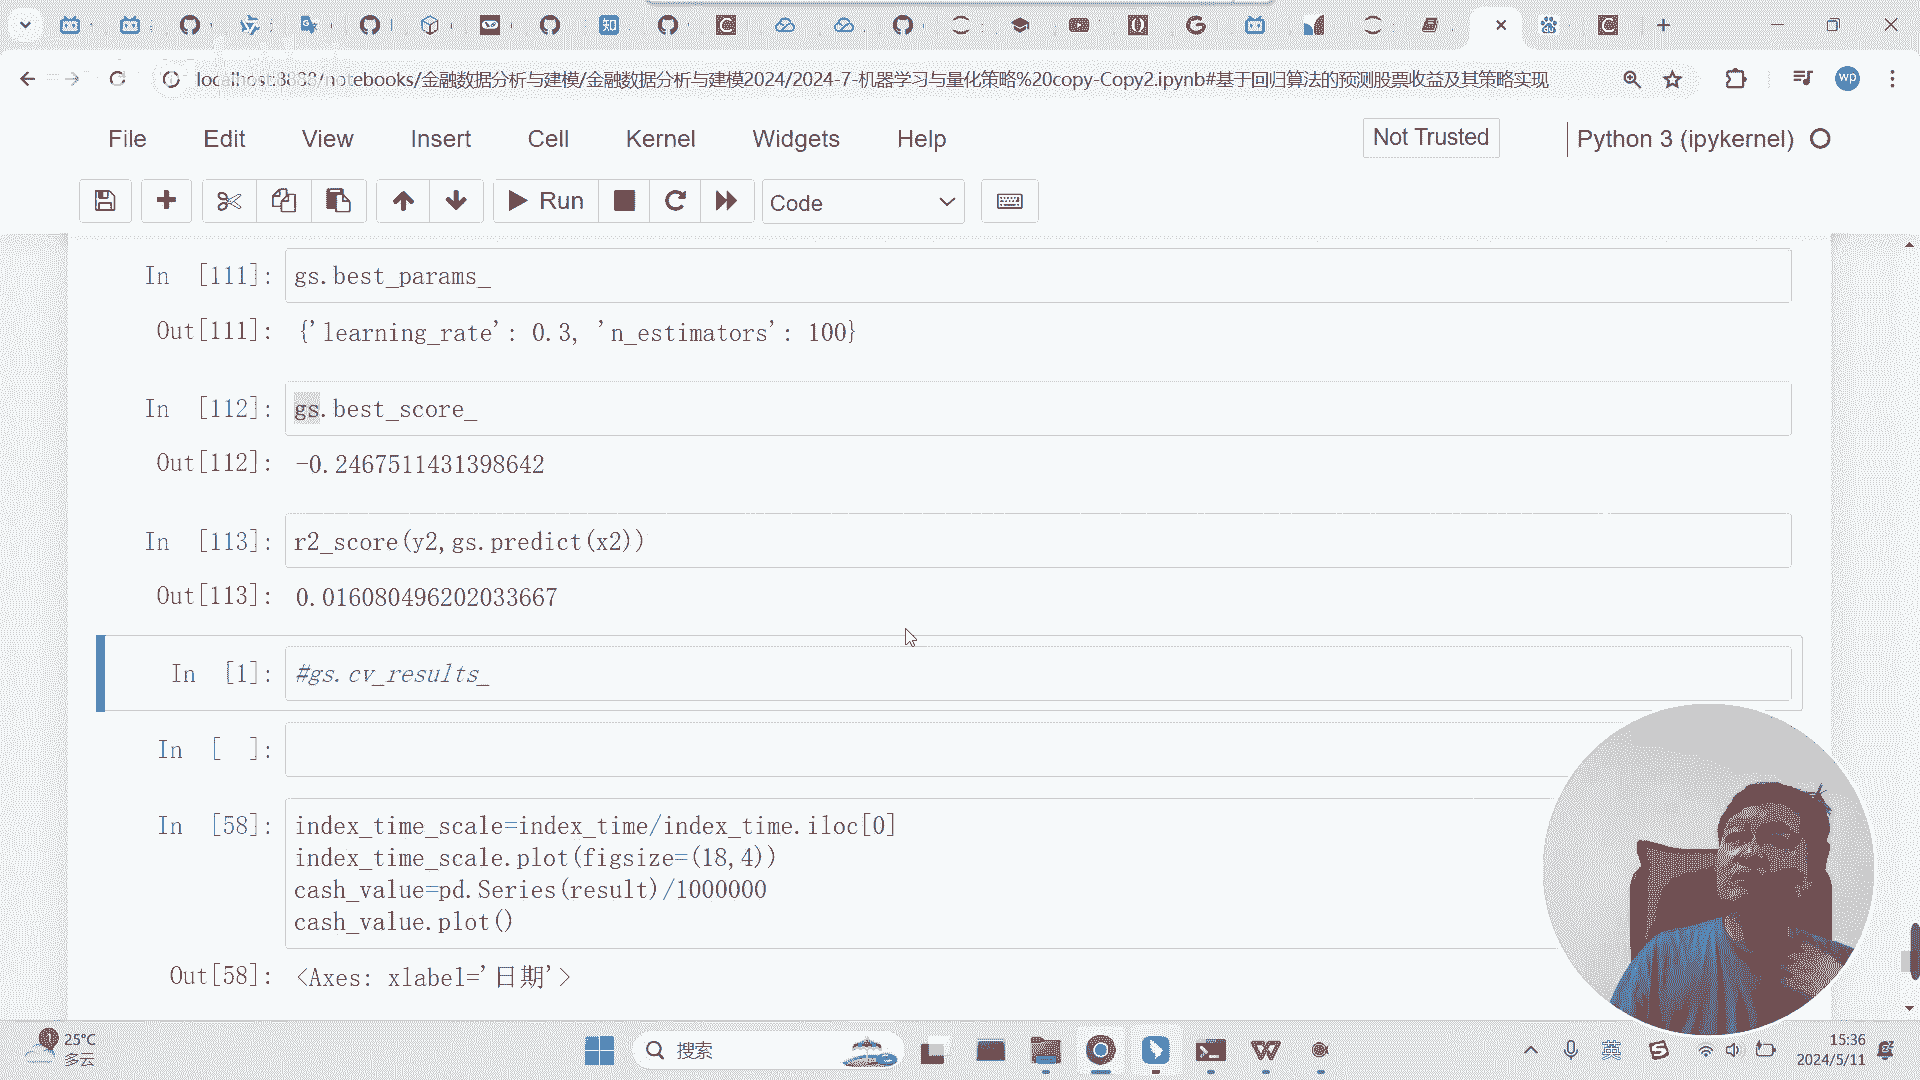 知
wp
localhost:8888/notebooks/金融数据分析与建模/金融数据分析与建模2024/2024-7-机器学习与量化策略%20copy-Copy2.ipynb#基于回归算法的预测股票收益及其策略实现
File Edit View Insert Cell Kernel Widgets Help Not Trusted Python 3 (ipykernel)
Run Code
In [111]: gs.best_params_
Out[111]: {'learning_rate': 0.3, 'n_estimators': 100}
In [112]: gs.best_score_
Out[112]: -0.2467511431398642
In [113]: r2_score(y2,gs.predict(x2))
Out[113]: 0.016080496202033667
In [1]: #gs.cv_results_
In [ ]:
In [58]: index_time_scale=index_time/index_time.iloc[0]
index_time_scale.plot(figsize=(18,4))
cash_value=pd.Series(result)/1000000
cash_value.plot()
Out[58]: <Axes: xlabel='日期'>
25°C
多云
搜索
英
15:36
2024/5/11